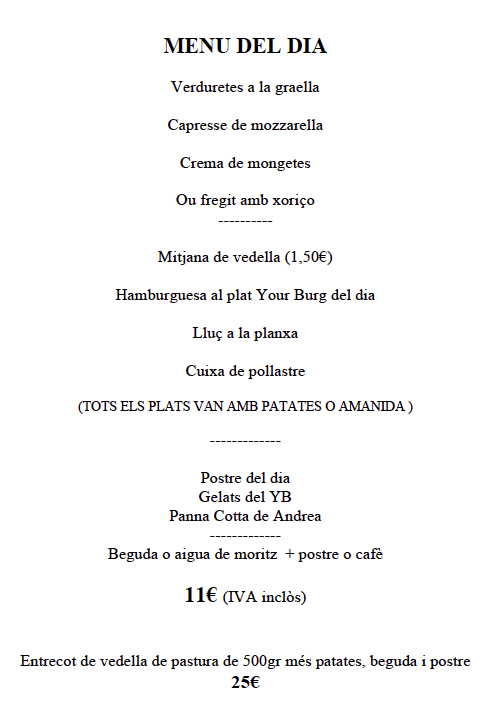 MENU DEL DIA
Verduretes a la graella
Capresse de mozzarella
Crema de mongetes
Ou fregit amb xoriço
----------
Mitjana de vedella (1,50€)
Hamburguesa al plat Your Burg del dia
Lluç a la planxa
Cuixa de pollastre
(TOTS ELS PLATS VAN AMB PATATES O AMANIDA )
-------------
Postre del dia
Gelats del YB
Panna Cotta de Andrea
-------------
Beguda o aigua de moritz + postre o cafè
11€ (IVA inclòs)
Entrecot de vedella de pastura de 500gr més patates, beguda i postre
25€